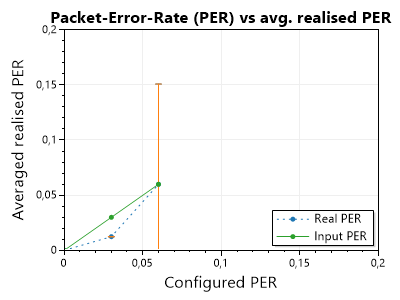 Packet-Error-Rate (PER) vs avg. realised PER
Averaged realised PER
0,2
0,15
0,1
0,05
0
0
0,05
0,1
0,15
0,2
Real PER
Input PER
Configured PER